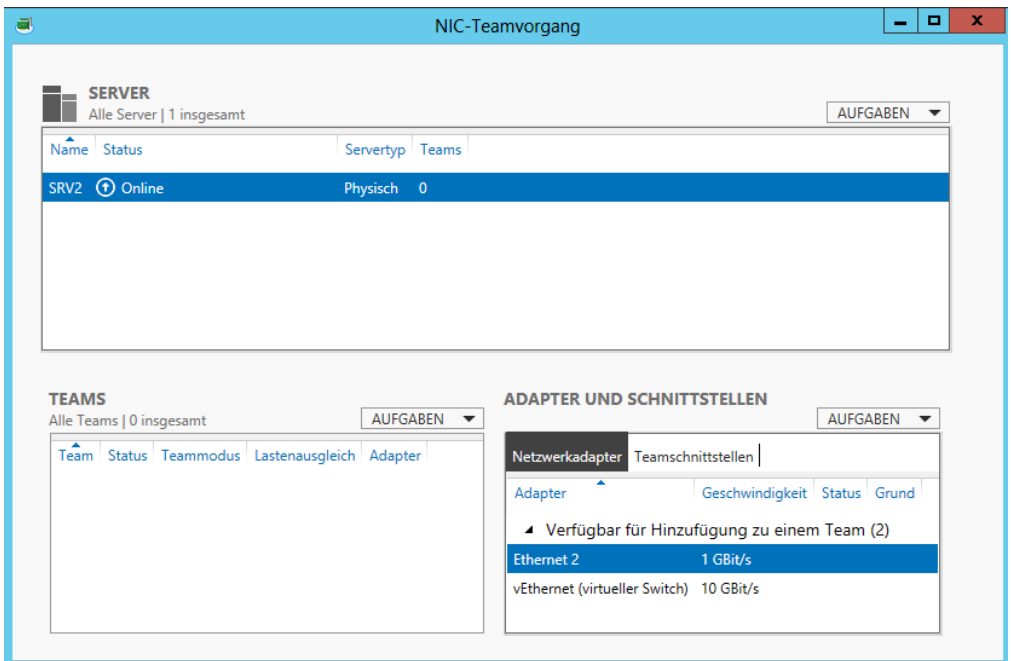 NIC-Teamvorgang
SERVER
Alle Server | 1 insgesamt
AUFGABEN
Name Status Servertyp Teams
SRV2 Online Physisch 0
TEAMS
Alle Teams | 0 insgesamt
AUFGABEN
Team Status Teammodus Lastenausgleich Adapter
ADAPTER UND SCHNITTSTELLEN
AUFGABEN
Netzwerkadapter Teamschnittstellen
Adapter Geschwindigkeit Status Grund
Verfügbar für Hinzufügung zu einem Team (2)
Ethernet 2 1 GBit/s
vEthernet (virtueller Switch) 10 GBit/s